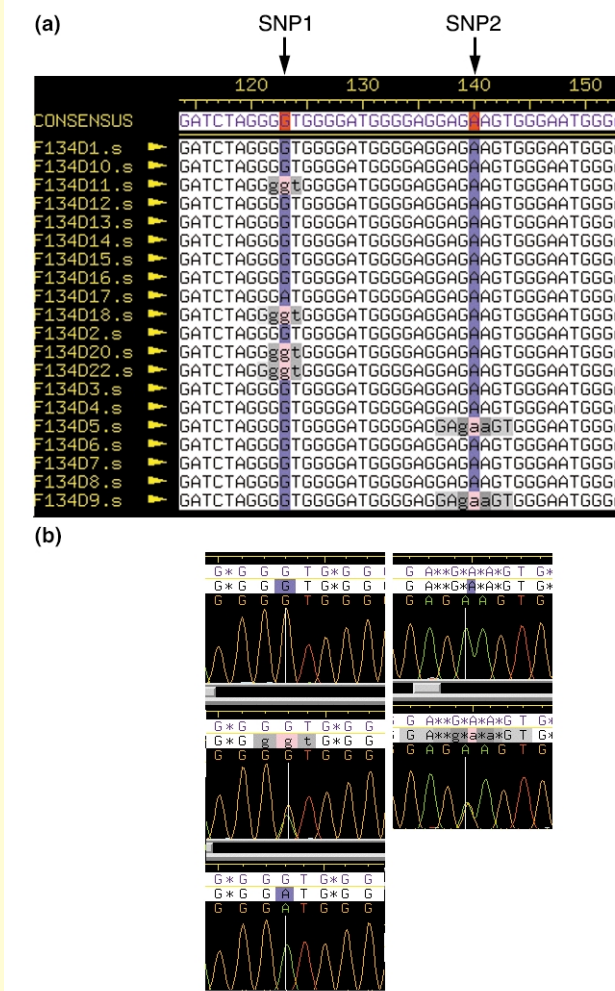 (a)
SNP1 SNP2
120 130 140 150
CONSENSUS GATCTAGGGGTGGGGATGGGGAGGAGAAGTGGGAATGGG
F134D1.s GATCTAGGGGTGGGGATGGGGAGGAGAAGTGGGAATGGG
F134D10.s GATCTAGGGGTGGGGATGGGGAGGAGAAGTGGGAATGGG
F134D11.s GATCTAGGggtGGGGATGGGGAGGAGAAGTGGGAATGGG
F134D12.s GATCTAGGGGTGGGGATGGGGAGGAGAAGTGGGAATGGG
F134D13.s GATCTAGGGGTGGGGATGGGGAGGAGAAGTGGGAATGGG
F134D14.s GATCTAGGGGTGGGGATGGGGAGGAGAAGTGGGAATGGG
F134D15.s GATCTAGGGGTGGGGATGGGGAGGAGAAGTGGGAATGGG
F134D16.s GATCTAGGGGTGGGGATGGGGAGGAGAAGTGGGAATGGG
F134D17.s GATCTAGGGATGGGGATGGGGAGGAGAAGTGGGAATGGG
F134D18.s GATCTAGGggtGGGGATGGGGAGGAGAAGTGGGAATGGG
F134D2.s GATCTAGGGGTGGGGATGGGGAGGAGAAGTGGGAATGGG
F134D20.s GATCTAGGggtGGGGATGGGGAGGAGAAGTGGGAATGGG
F134D22.s GATCTAGGggtGGGGATGGGGAGGAGAAGTGGGAATGGG
F134D3.s GATCTAGGGGTGGGGATGGGGAGGAGAAGTGGGAATGGG
F134D4.s GATCTAGGGGTGGGGATGGGGAGGAGAAGTGGGAATGGG
F134D5.s GATCTAGGGGTGGGGATGGGGAGGAgaaGTGGGAATGGG
F134D6.s GATCTAGGGGTGGGGATGGGGAGGAGAAGTGGGAATGGG
F134D7.s GATCTAGGGGTGGGGATGGGGAGGAGAAGTGGGAATGGG
F134D8.s GATCTAGGGGTGGGGATGGGGAGGAGAAGTGGGAATGGG
F134D9.s GATCTAGGGGTGGGGATGGGGAGGAgaaGTGGGAATGGG
(b)
G*G G G T G*G G
G*G G G T G*G G
G G G G T G G G
G A**G*A*A*G T G*
G A**G*A*A*G T G*
G A G A A G T G
G*G G G T G*G G
G*G g g t G*G G
G G G G T G G G
G A**G*A*A*G T G*
G A**g*a*a*G T G*
G A G A A G T G
G*G G G T G*G G
G*G G A T G*G G
G G G A T G G G